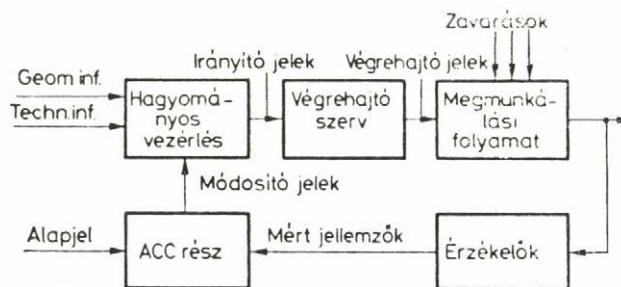 Zavarások
Irányító jelek
Végrehajtó jelek
Geom inf.
Techn.inf.
Hagyomá-
nyos
vezérlés
Végrehajtó
szerv
Megmunká-
lási
folyamat
Módosító jelek
Alapjel
ACC rész
Mért jellemzők
Érzékelők